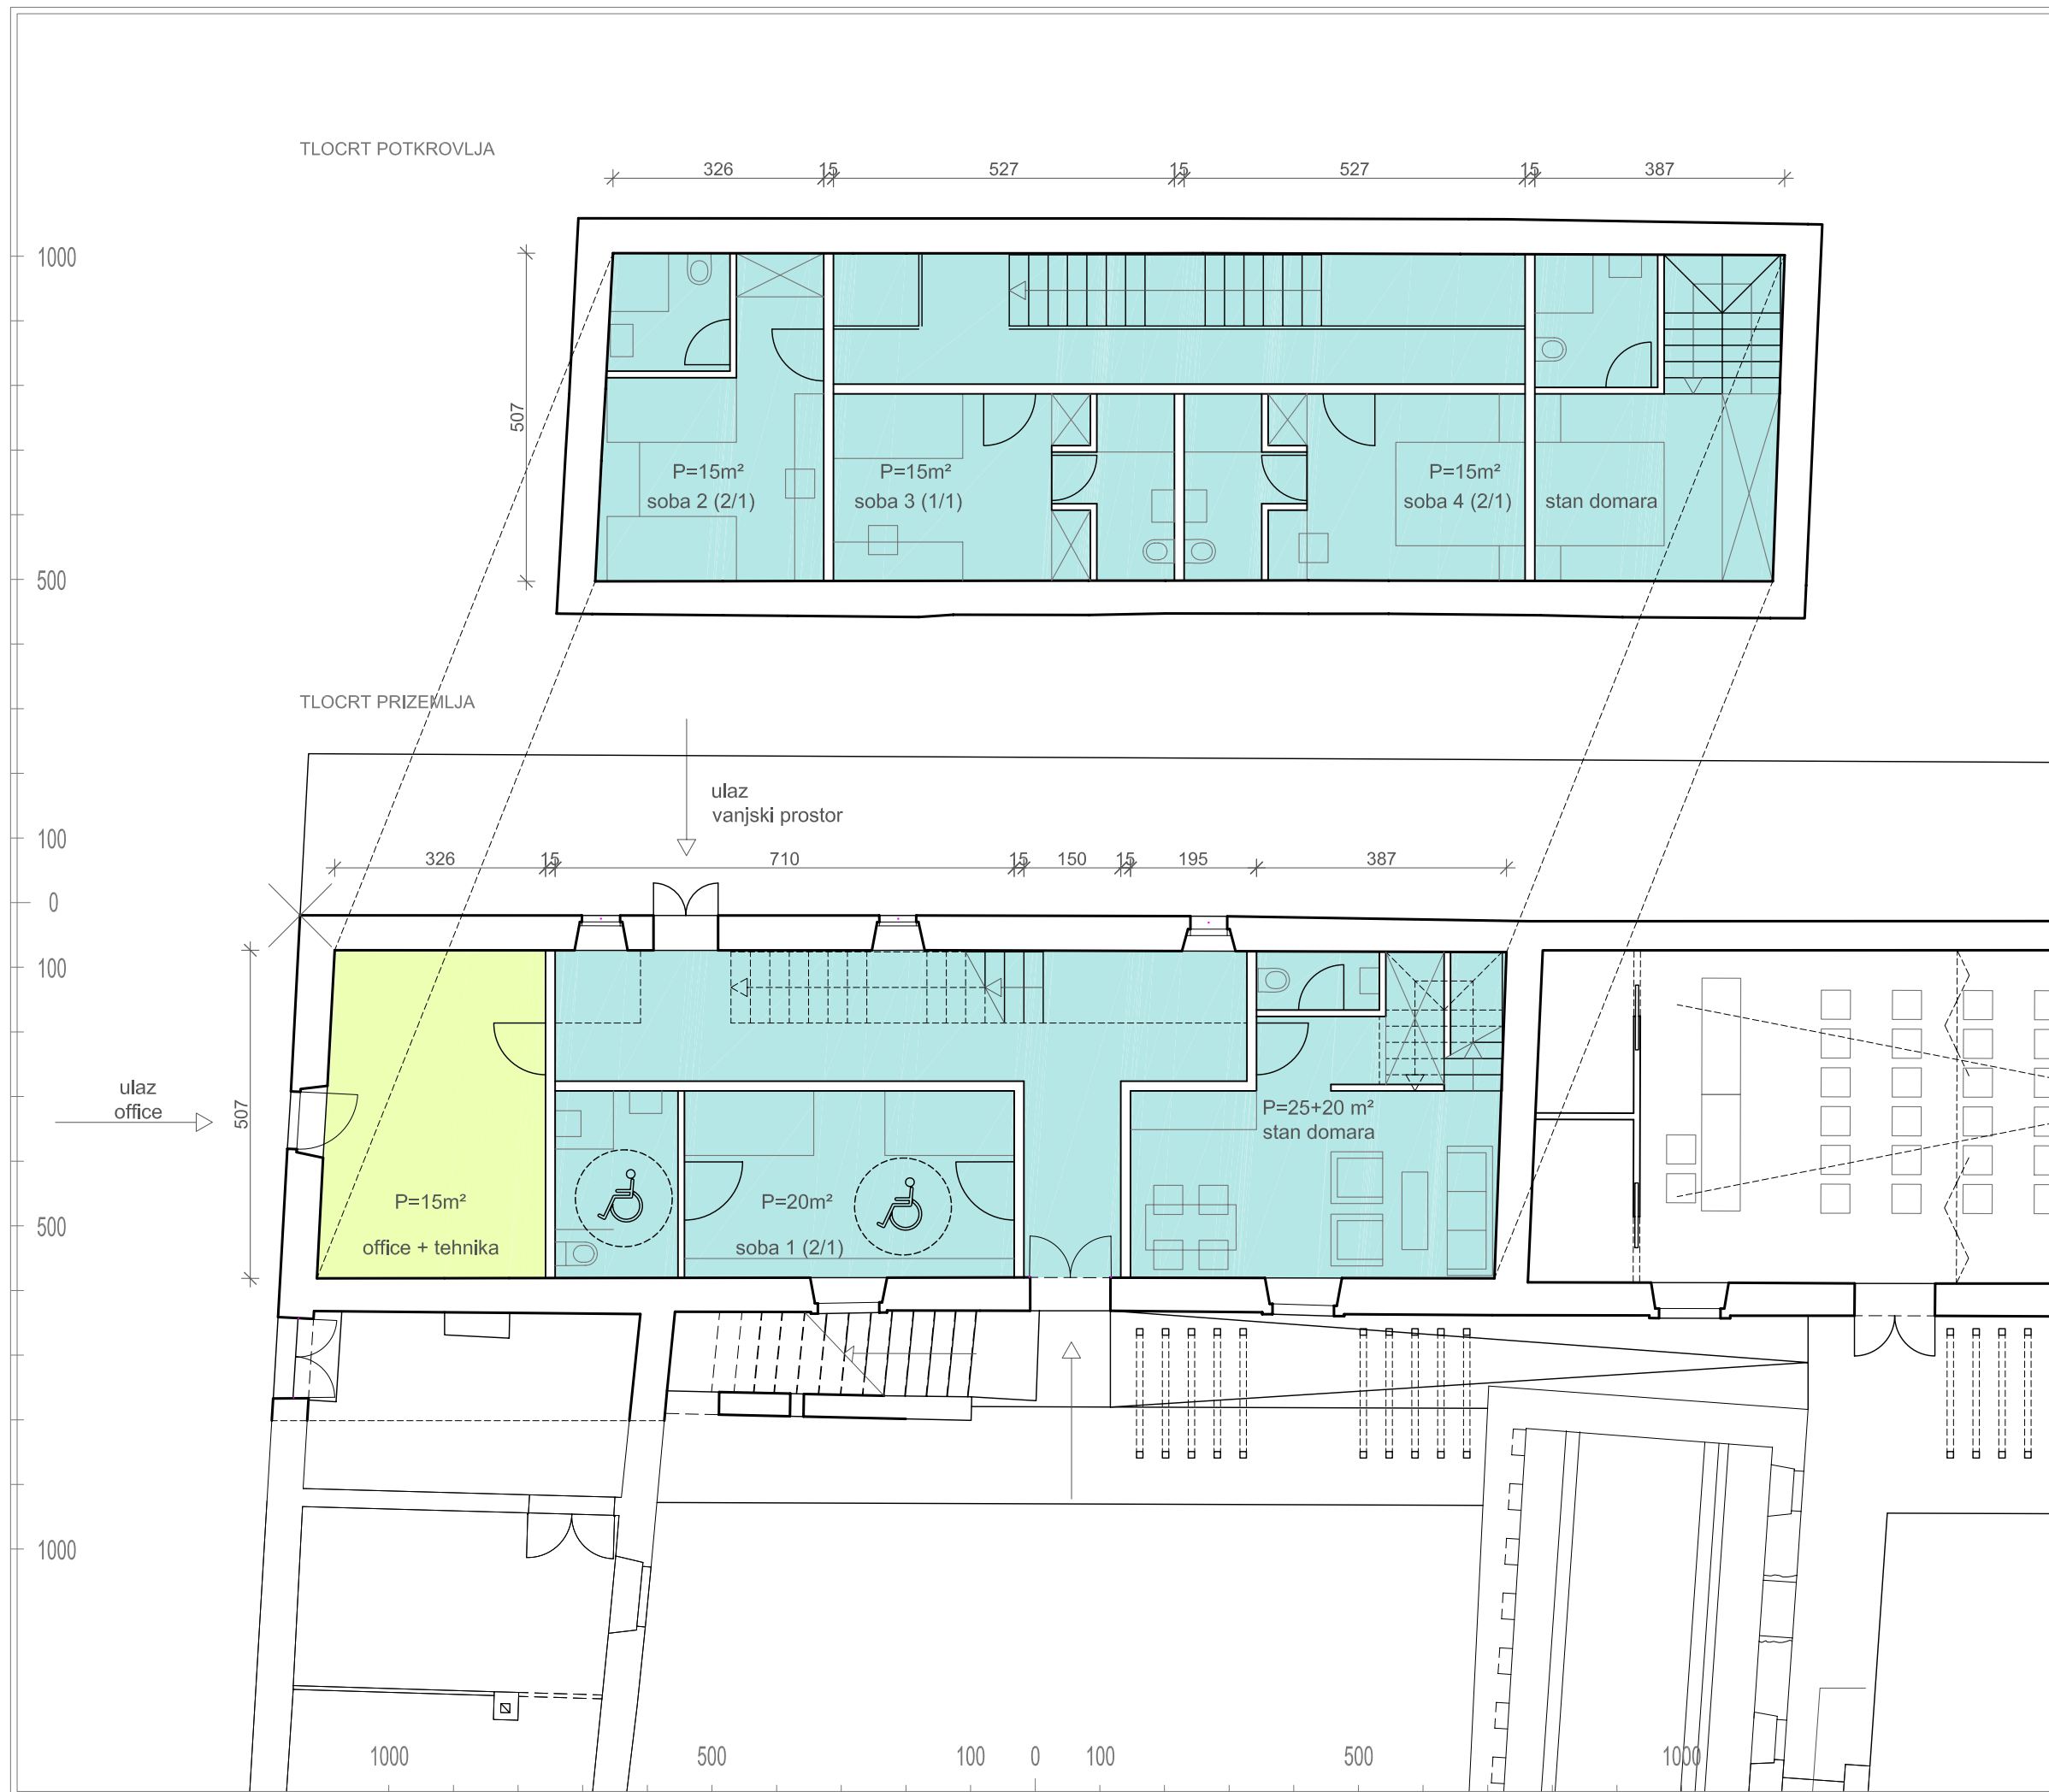 TLOCRT POTKROVLJA
326 15 527 15 527 15 387
1000
507
P=15m²
soba 2 (2/1)
P=15m²
soba 3 (1/1)
P=15m²
soba 4 (2/1)
stan domara
500
TLOCRT PRIZEMLJA
ulaz
vanjski prostor
100
326 15 710 15 150 15 195 387
0
100
ulaz
office
507
P=15m²
office + tehnika
P=20m²
soba 1 (2/1)
P=25+20 m²
stan domara
500
1000
1000 500 100 0 100 500 1000